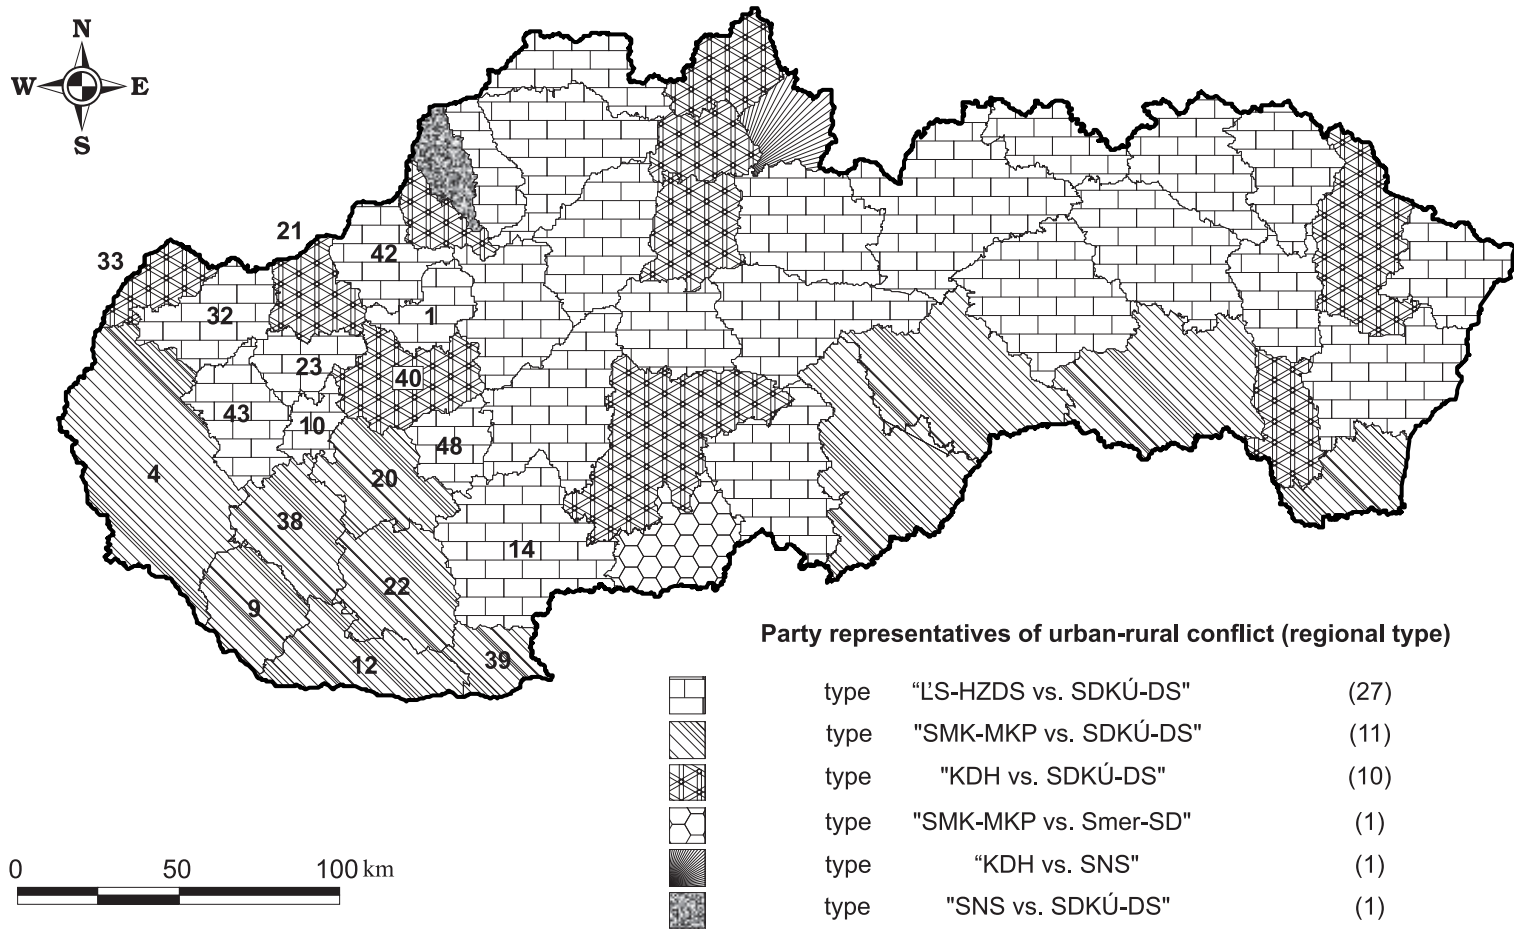 N
W E
S
21
33
42
32
1
23
40
43
10
48
4
20
38
14
22
9
12
39
Party representatives of urban-rural conflict (regional type)
type “ĽS-HZDS vs. SDKÚ-DS" (27)
type "SMK-MKP vs. SDKÚ-DS" (11)
type "KDH vs. SDKÚ-DS" (10)
type "SMK-MKP vs. Smer-SD" (1)
type “KDH vs. SNS" (1)
type "SNS vs. SDKÚ-DS" (1)
0 50 100 km